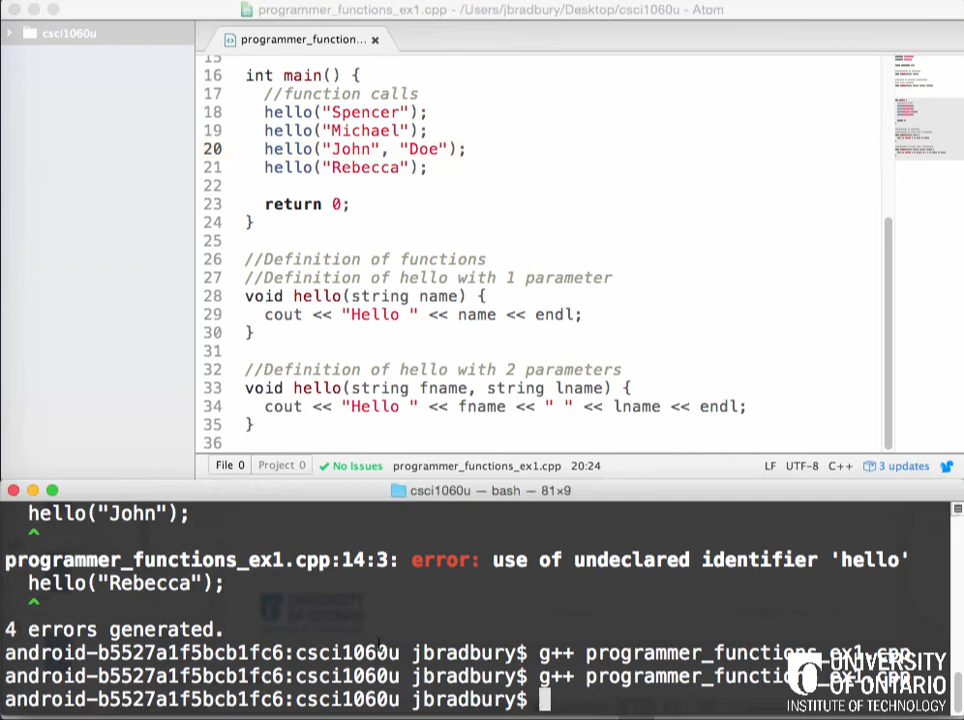 programmer_functions_ex1.cpp - /Users/jbradbury/Desktop/csci1060u - Atom
csci1060u
programmer_function... ×
15
16 int main() {
17 //function calls
18 hello("Spencer");
19 hello("Michael");
20 hello("John", "Doe");
21 hello("Rebecca");
22
23 return 0;
24 }
25
26 //Definition of functions
27 //Definition of hello with 1 parameter
28 void hello(string name) {
29 cout << "Hello " << name << endl;
30 }
31
32 //Definition of hello with 2 parameters
33 void hello(string fname, string lname) {
34 cout << "Hello " << fname << " " << lname << endl;
35 }
36
File 0 Project 0 No Issues programmer_functions_ex1.cpp 20:24 LF UTF-8 C++ 3 updates
csci1060u — bash — 81×9
hello("John");
^
programmer_functions_ex1.cpp:14:3: error: use of undeclared identifier 'hello'
hello("Rebecca");
^
4 errors generated.
android-b5527a1f5bcb1fc6:csci1060u jbradbury$ g++ programmer_functions_ex1.cpp
android-b5527a1f5bcb1fc6:csci1060u jbradbury$ g++ programmer_functions_ex1.cpp
android-b5527a1f5bcb1fc6:csci1060u jbradbury$
UNIVERSITY
OF ONTARIO
INSTITUTE OF TECHNOLOGY